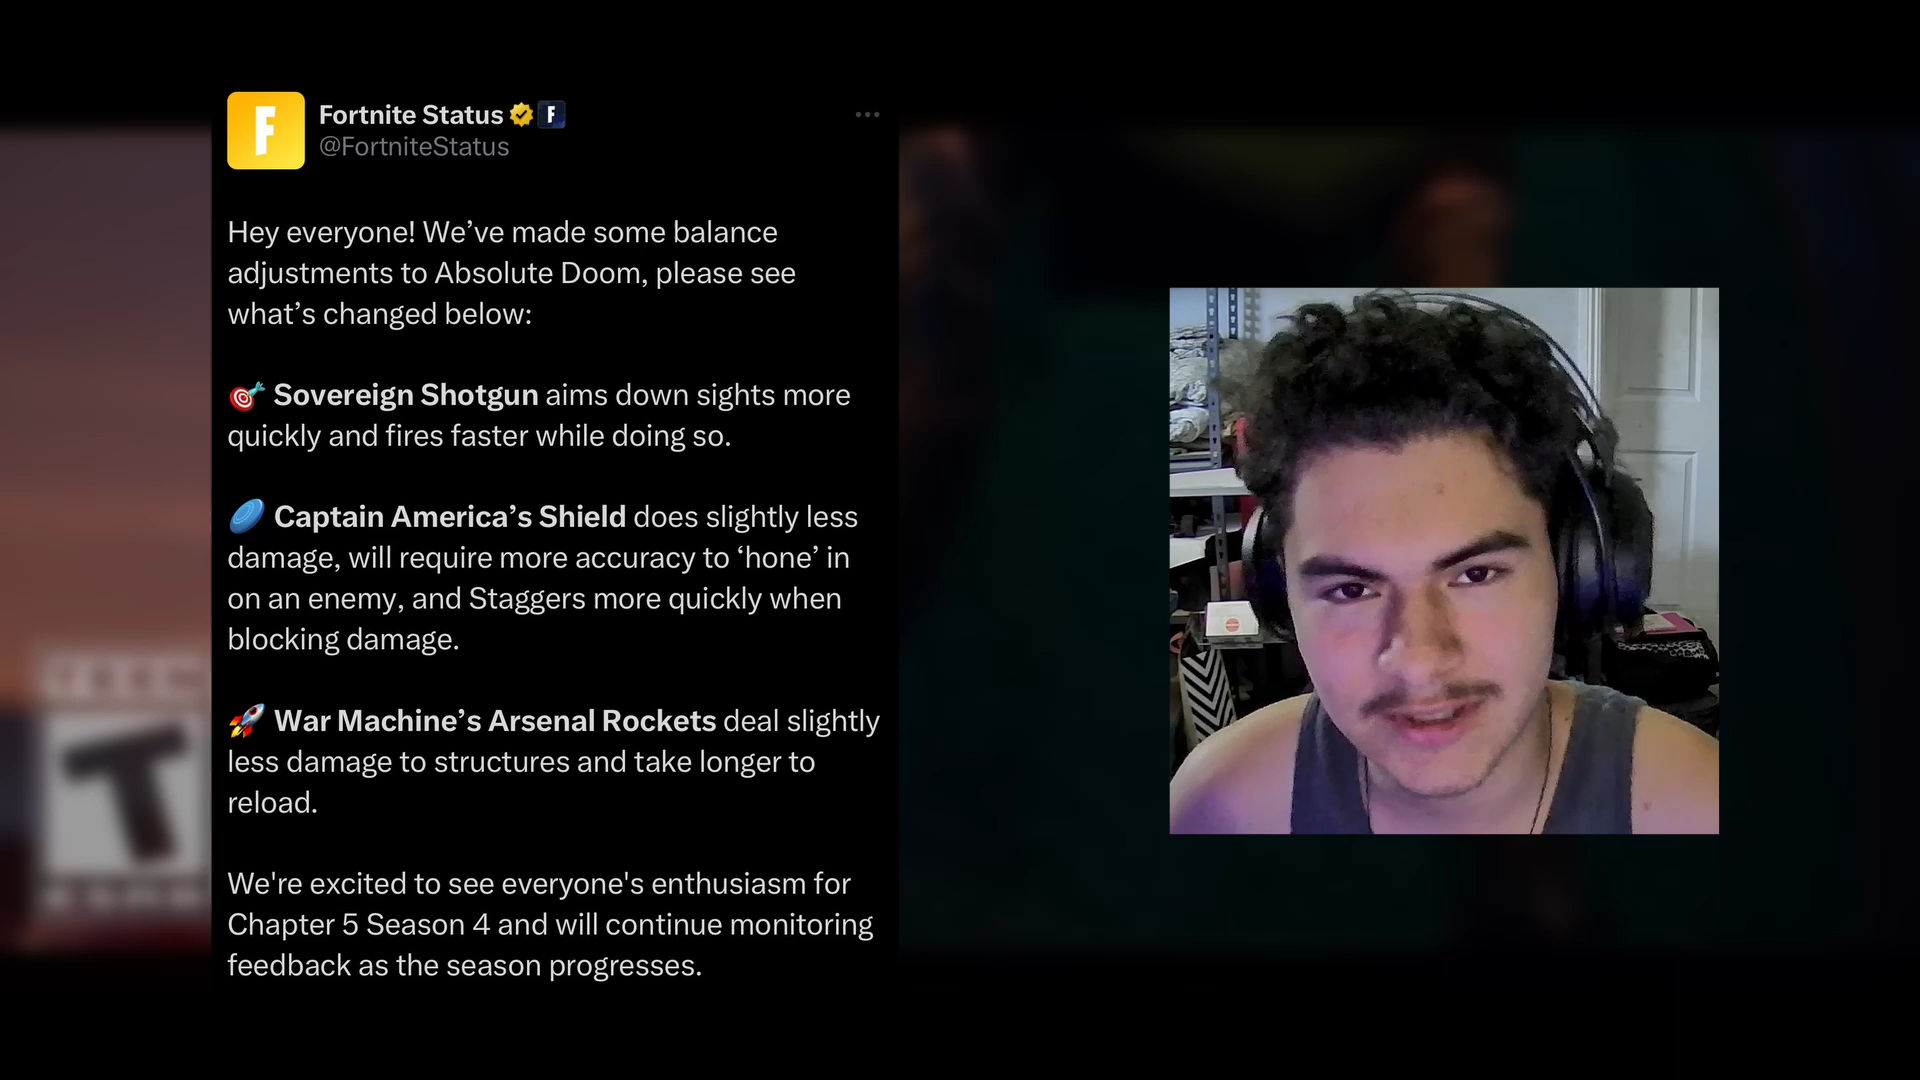 Fortnite Status
@FortniteStatus
Hey everyone! We’ve made some balance
adjustments to Absolute Doom, please see
what’s changed below:
🎯 Sovereign Shotgun aims down sights more
quickly and fires faster while doing so.
🥏 Captain America’s Shield does slightly less
damage, will require more accuracy to ‘hone’ in
on an enemy, and Staggers more quickly when
blocking damage.
🚀 War Machine’s Arsenal Rockets deal slightly
less damage to structures and take longer to
reload.
We're excited to see everyone's enthusiasm for
Chapter 5 Season 4 and will continue monitoring
feedback as the season progresses.
TEEN
T